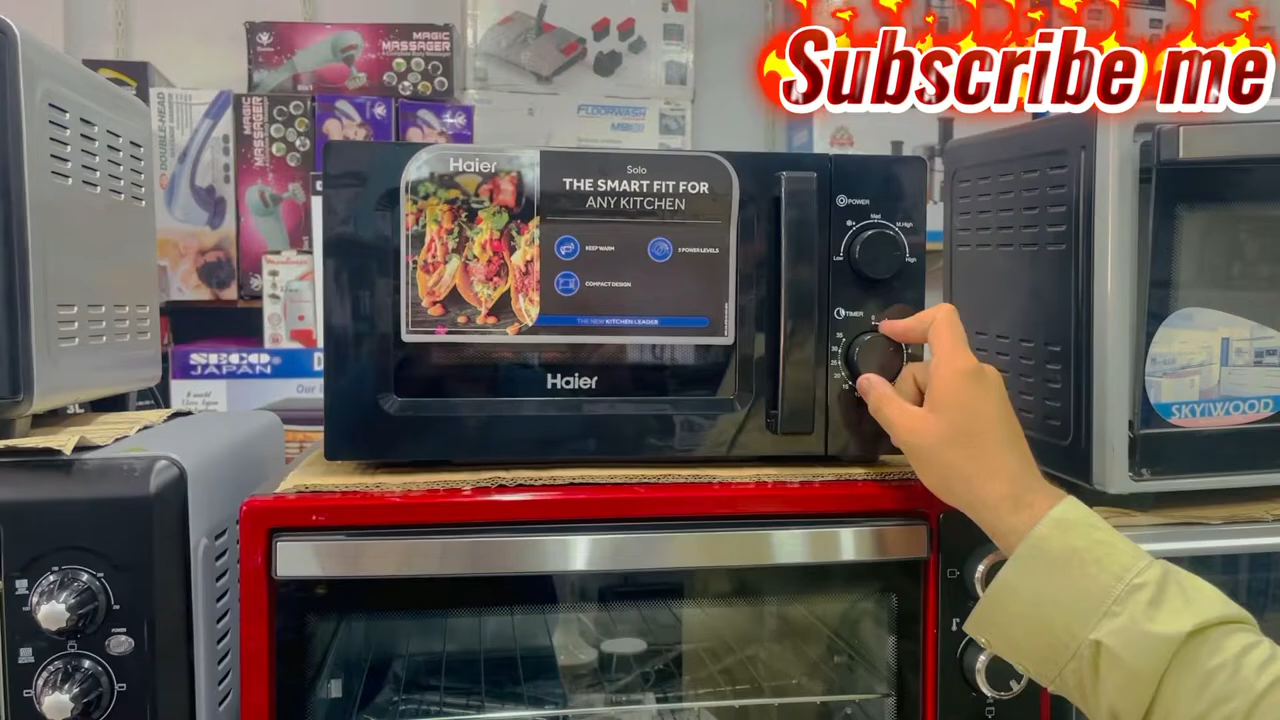 Subscribe me
MAGIC
MASSAGER
DOUBLE-HEAD
MAGIC
MASSAGER
FLOORWASH
Haier
Solo
THE SMART FIT FOR
ANY KITCHEN
KEEP WARM
5 POWER LEVELS
COMPACT DESIGN
THE NEW KITCHEN LEADER
Haier
POWER
Low
Med
M.High
High
TIMER
0
35
30
25
20
15
SECO
JAPAN
SKYWOOD